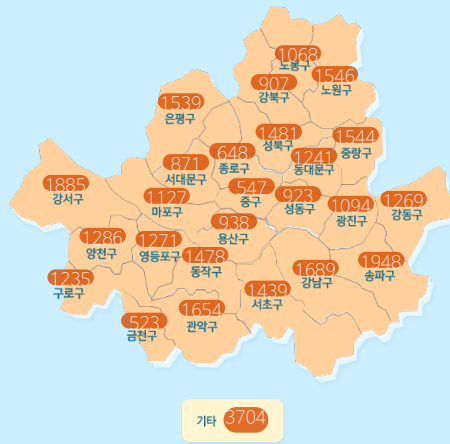 1068
도봉구
907
강북구
1546
노원구
1539
은평구
1481
성북구
1544
중랑구
648
종로구
1241
동대문구
871
서대문구
1885
강서구
1127
마포구
547
중구
923
성동구
1094
광진구
1269
강동구
938
용산구
1286
양천구
1271
영등포구
1478
동작구
1235
구로구
1689
강남구
1948
송파구
1439
서초구
1654
관악구
523
금천구
기타 3704